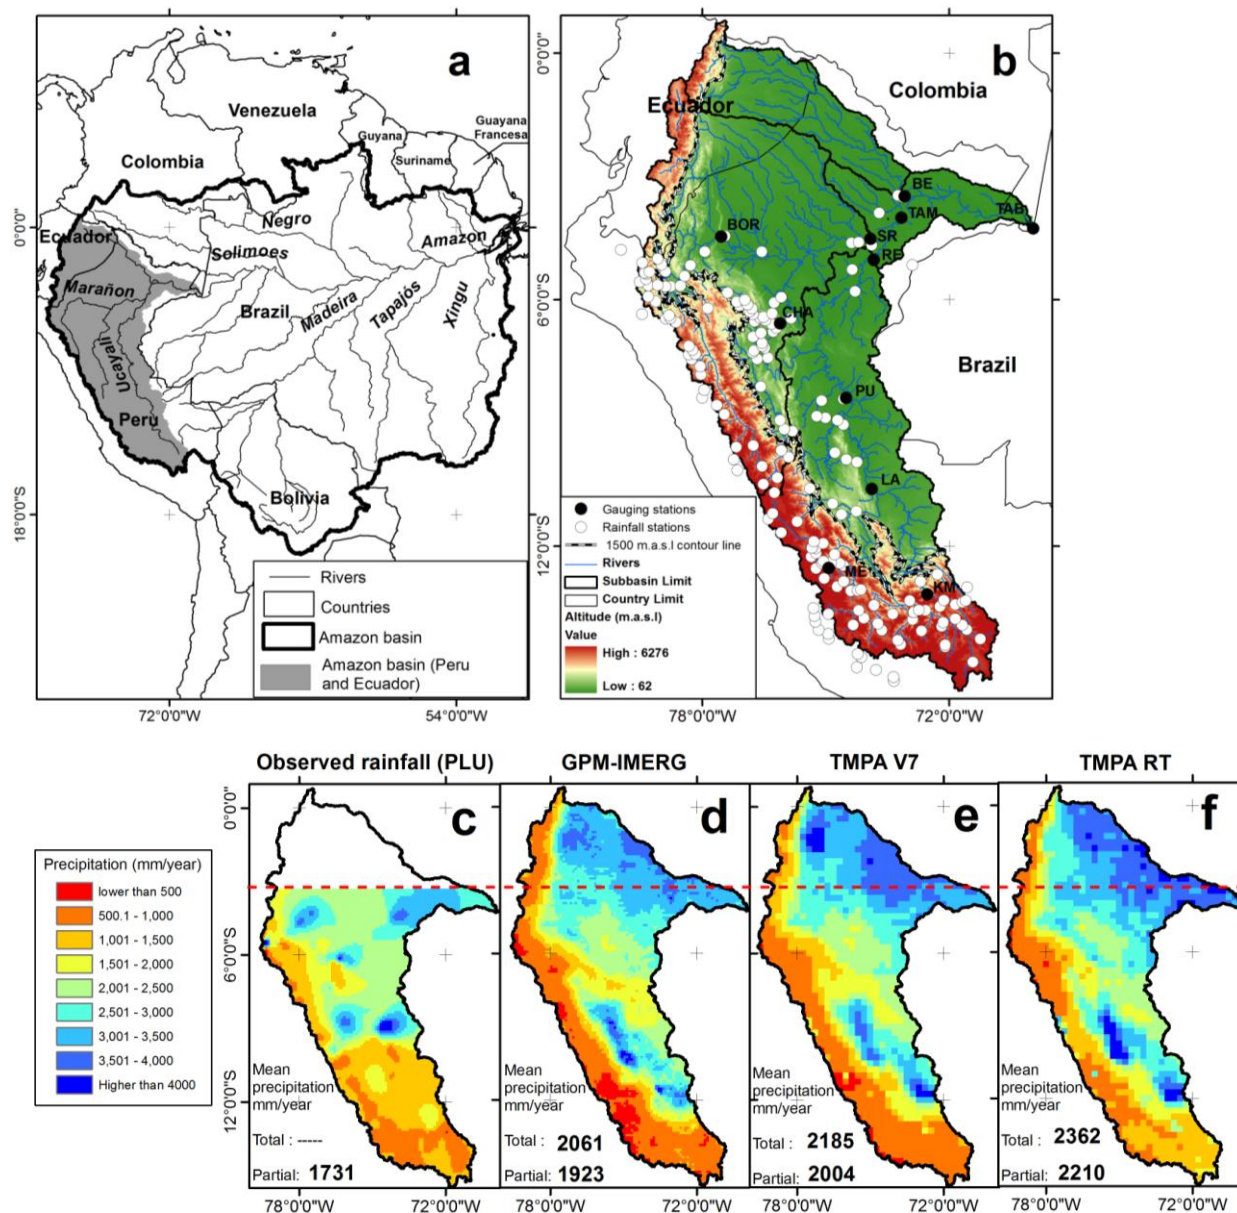 a
Venezuela
Guyana
Guayana
Francesa
Suriname
Colombia
Negro
0°0'0"
Ecuador
Solimoes
Amazon
Marañon
Brazil
Madeira
Tapajós
Xingu
Ucayali
Peru
Bolivia
18°0'0"S
Rivers
Countries
Amazon basin
Amazon basin (Peru
and Ecuador)
72°0'0"W
54°0'0"W
b
0°0'0"
Colombia
Ecuador
BE
TAM
TAB
BOR
SR
RE
6°0'0"S
CHA
Brazil
PU
LA
12°0'0"S
ME
KM
Gauging stations
Rainfall stations
1500 m.a.s.l contour line
Rivers
Subbasin Limit
Country Limit
Altitude (m.a.s.l)
Value
High : 6276
Low : 62
78°0'0"W
72°0'0"W
Precipitation (mm/year)
lower than 500
500.1 - 1,000
1,001 - 1,500
1,501 - 2,000
2,001 - 2,500
2,501 - 3,000
3,001 - 3,500
3,501 - 4,000
Higher than 4000
Observed rainfall (PLU)
c
0°0'0"
6°0'0"S
12°0'0"S
Mean
precipitation
mm/year
Total : -----
Partial: 1731
78°0'0"W
72°0'0"W
GPM-IMERG
d
Mean
precipitation
mm/year
Total : 2061
Partial: 1923
78°0'0"W
72°0'0"W
TMPA V7
e
Mean
precipitation
mm/year
Total : 2185
Partial: 2004
78°0'0"W
72°0'0"W
TMPA RT
f
Mean
precipitation
mm/year
Total : 2362
Partial: 2210
78°0'0"W
72°0'0"W